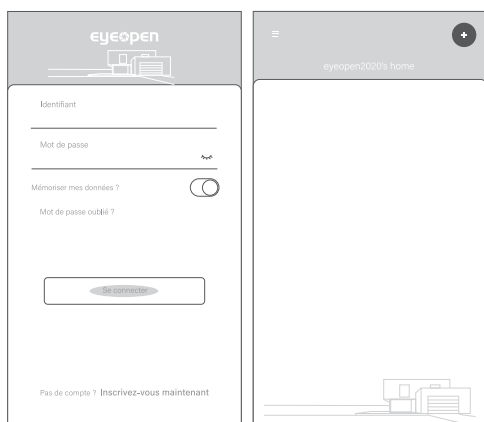 eyeopen
Identifiant
Mot de passe
Mémoriser mes données ?
Mot de passe oublié ?
Se connecter
Pas de compte ? Inscrivez-vous maintenant
eyeopen2020's home